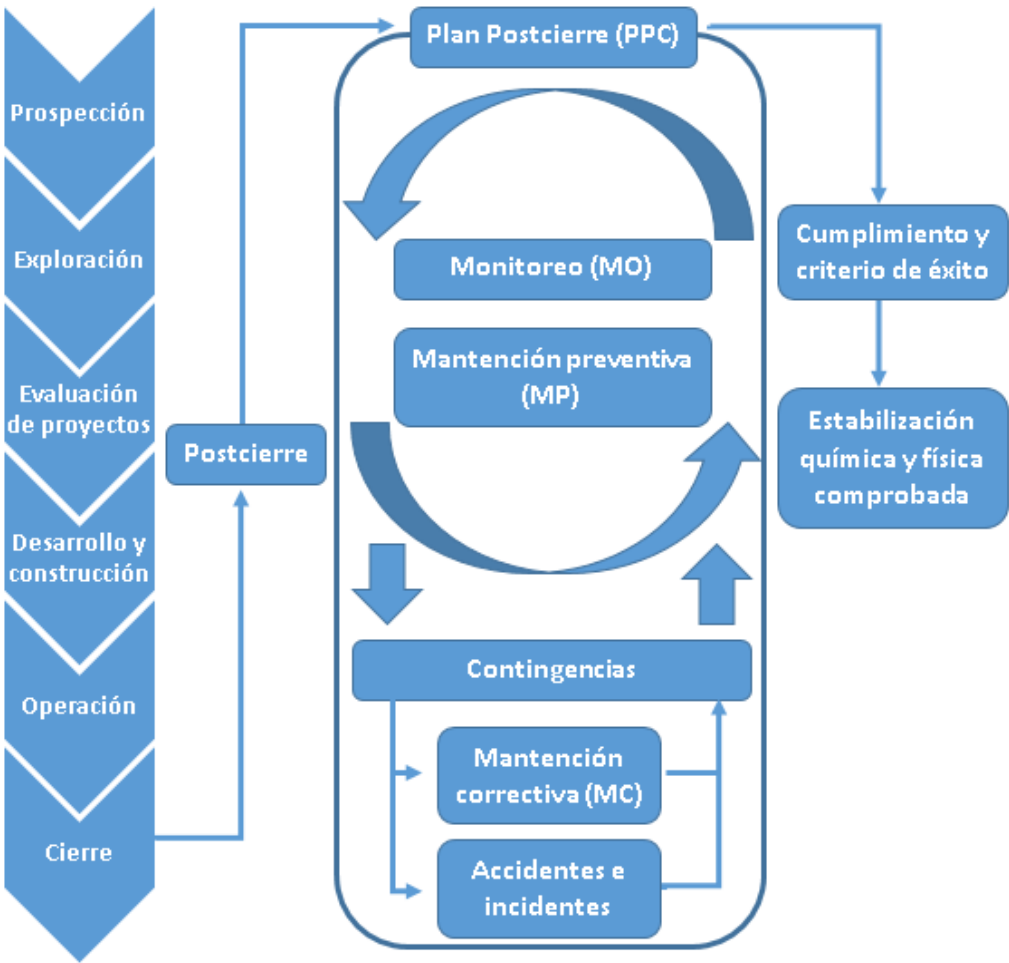 Prospección
Exploración
Evaluación
de proyectos
Desarrollo y
construcción
Operación
Cierre
Postcierre
Plan Postcierre (PPC)
Monitoreo (MO)
Mantención preventiva
(MP)
Contingencias
Mantención
correctiva (MC)
Accidentes e
incidentes
Cumplimiento y
criterio de éxito
Estabilización
química y física
comprobada